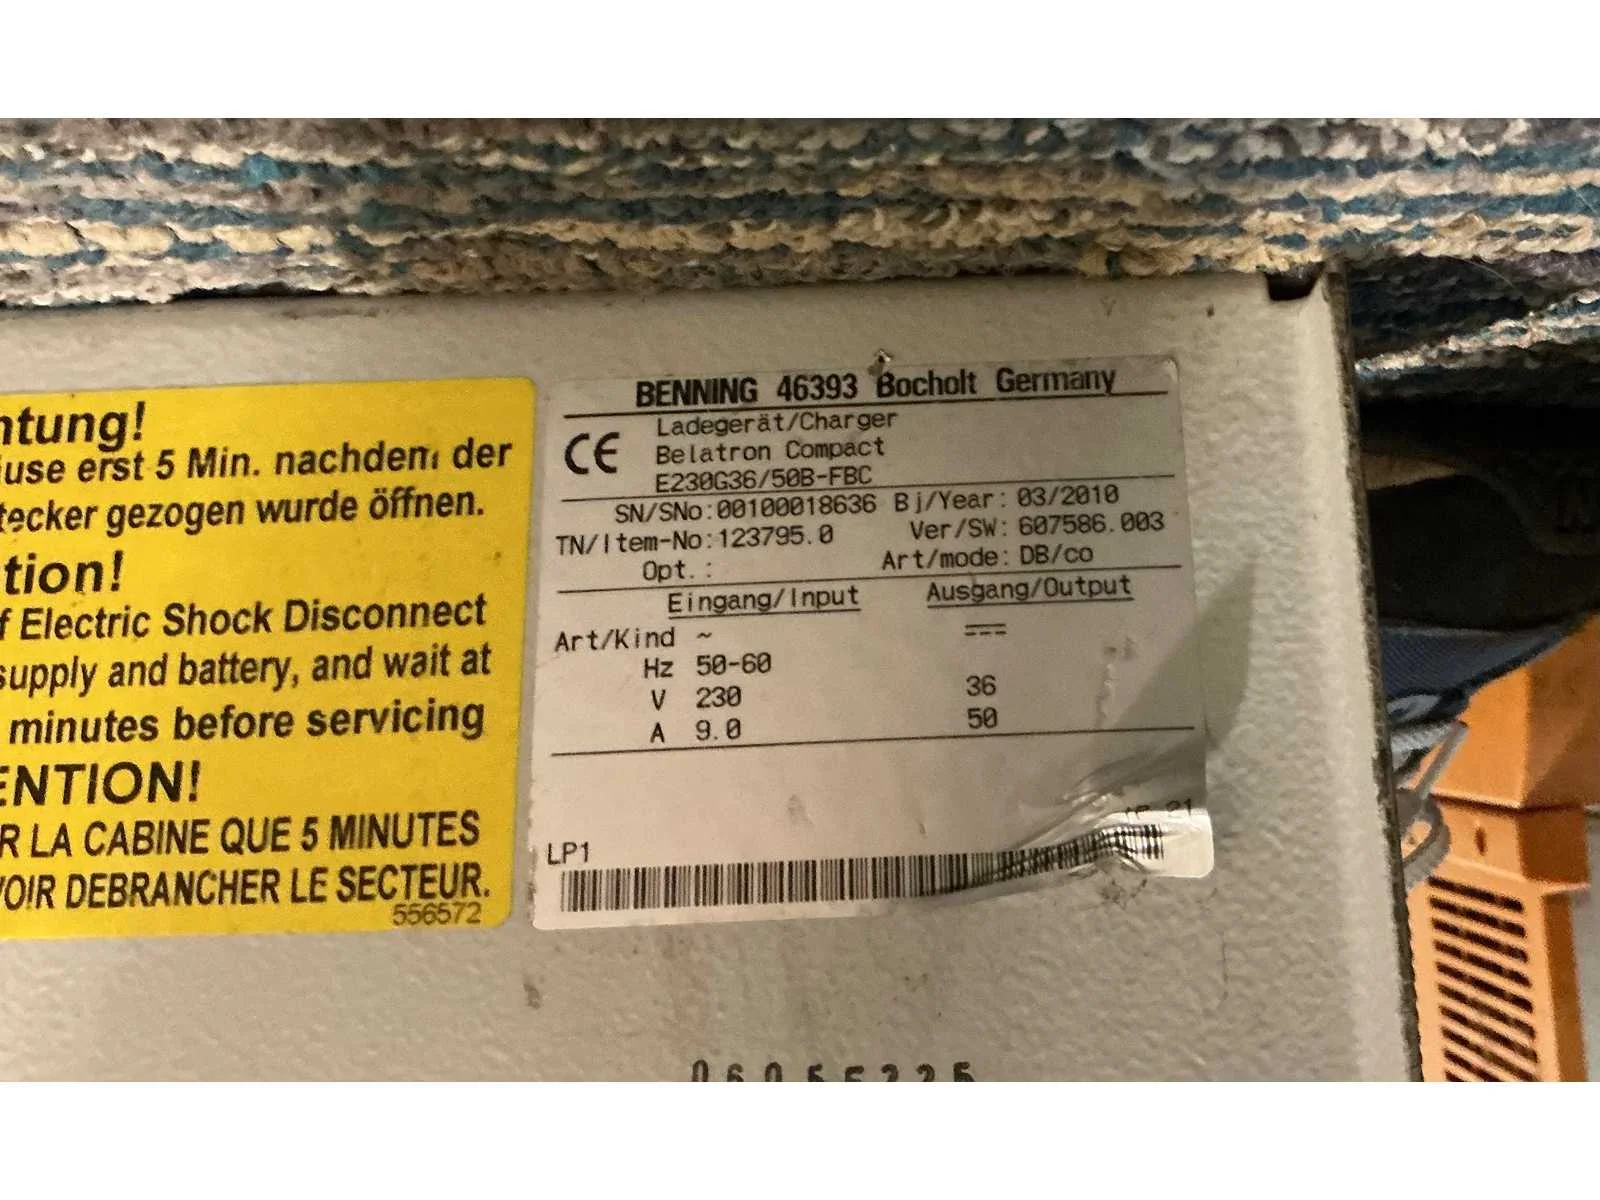 ntung!
use erst 5 Min. nachdem der
tecker gezogen wurde öffnen.
tion!
f Electric Shock Disconnect
supply and battery, and wait at
minutes before servicing
ENTION!
R LA CABINE QUE 5 MINUTES
VOIR DEBRANCHER LE SECTEUR.
556572
BENNING 46393 Bocholt Germany
CE
Ladegerät/Charger
Belatron Compact
E230G36/50B-FBC
SN/SNo:00100018636 Bj/Year: 03/2010
TN/Item-No:123795.0 Ver/SW: 607586.003
Opt.: Art/mode: DB/co
Eingang/Input Ausgang/Output
Art/Kind ~ ⎓
Hz 50-60
V 230 36
A 9.0 50
21
LP1